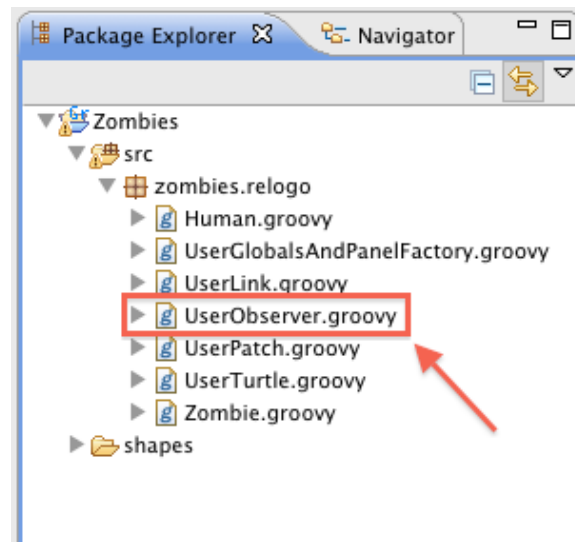 Package Explorer Navigator
Zombies
src
zombies.relogo
Human.groovy
UserGlobalsAndPanelFactory.groovy
UserLink.groovy
UserObserver.groovy
UserPatch.groovy
UserTurtle.groovy
Zombie.groovy
shapes